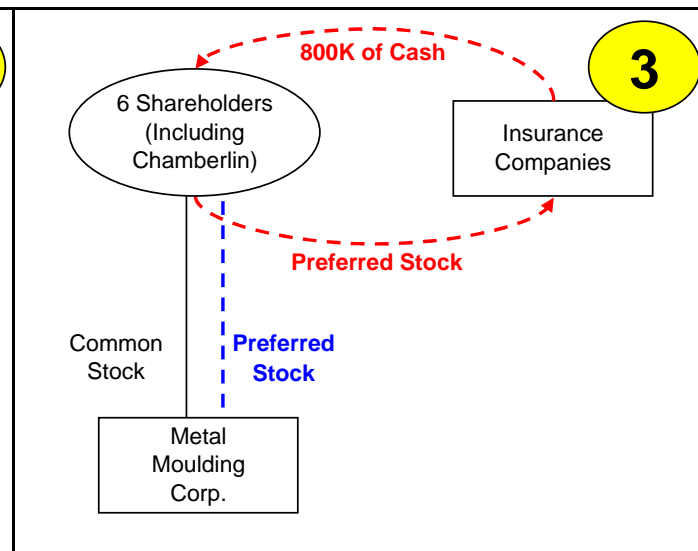 800K of Cash
3
6 Shareholders
(Including
Chamberlin)
Insurance
Companies
Preferred Stock
Common
Stock
Preferred
Stock
Metal
Moulding
Corp.